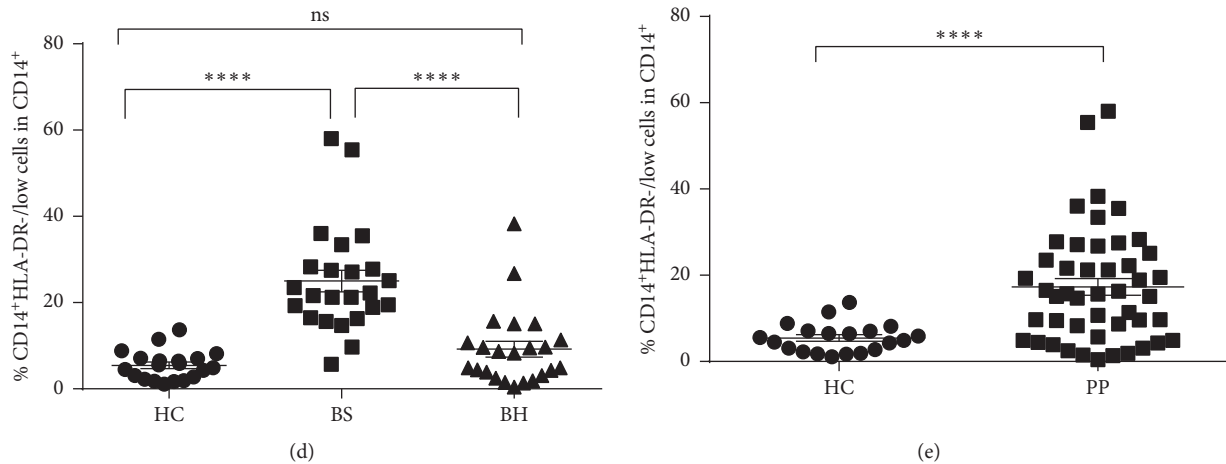 ns
80
60
40
20
0
% CD14⁺HLA-DR-/low cells in CD14⁺
**** ****
HC BS BH
(d)
80
60
40
20
0
% CD14⁺HLA-DR-/low cells in CD14⁺
****
HC PP
(e)